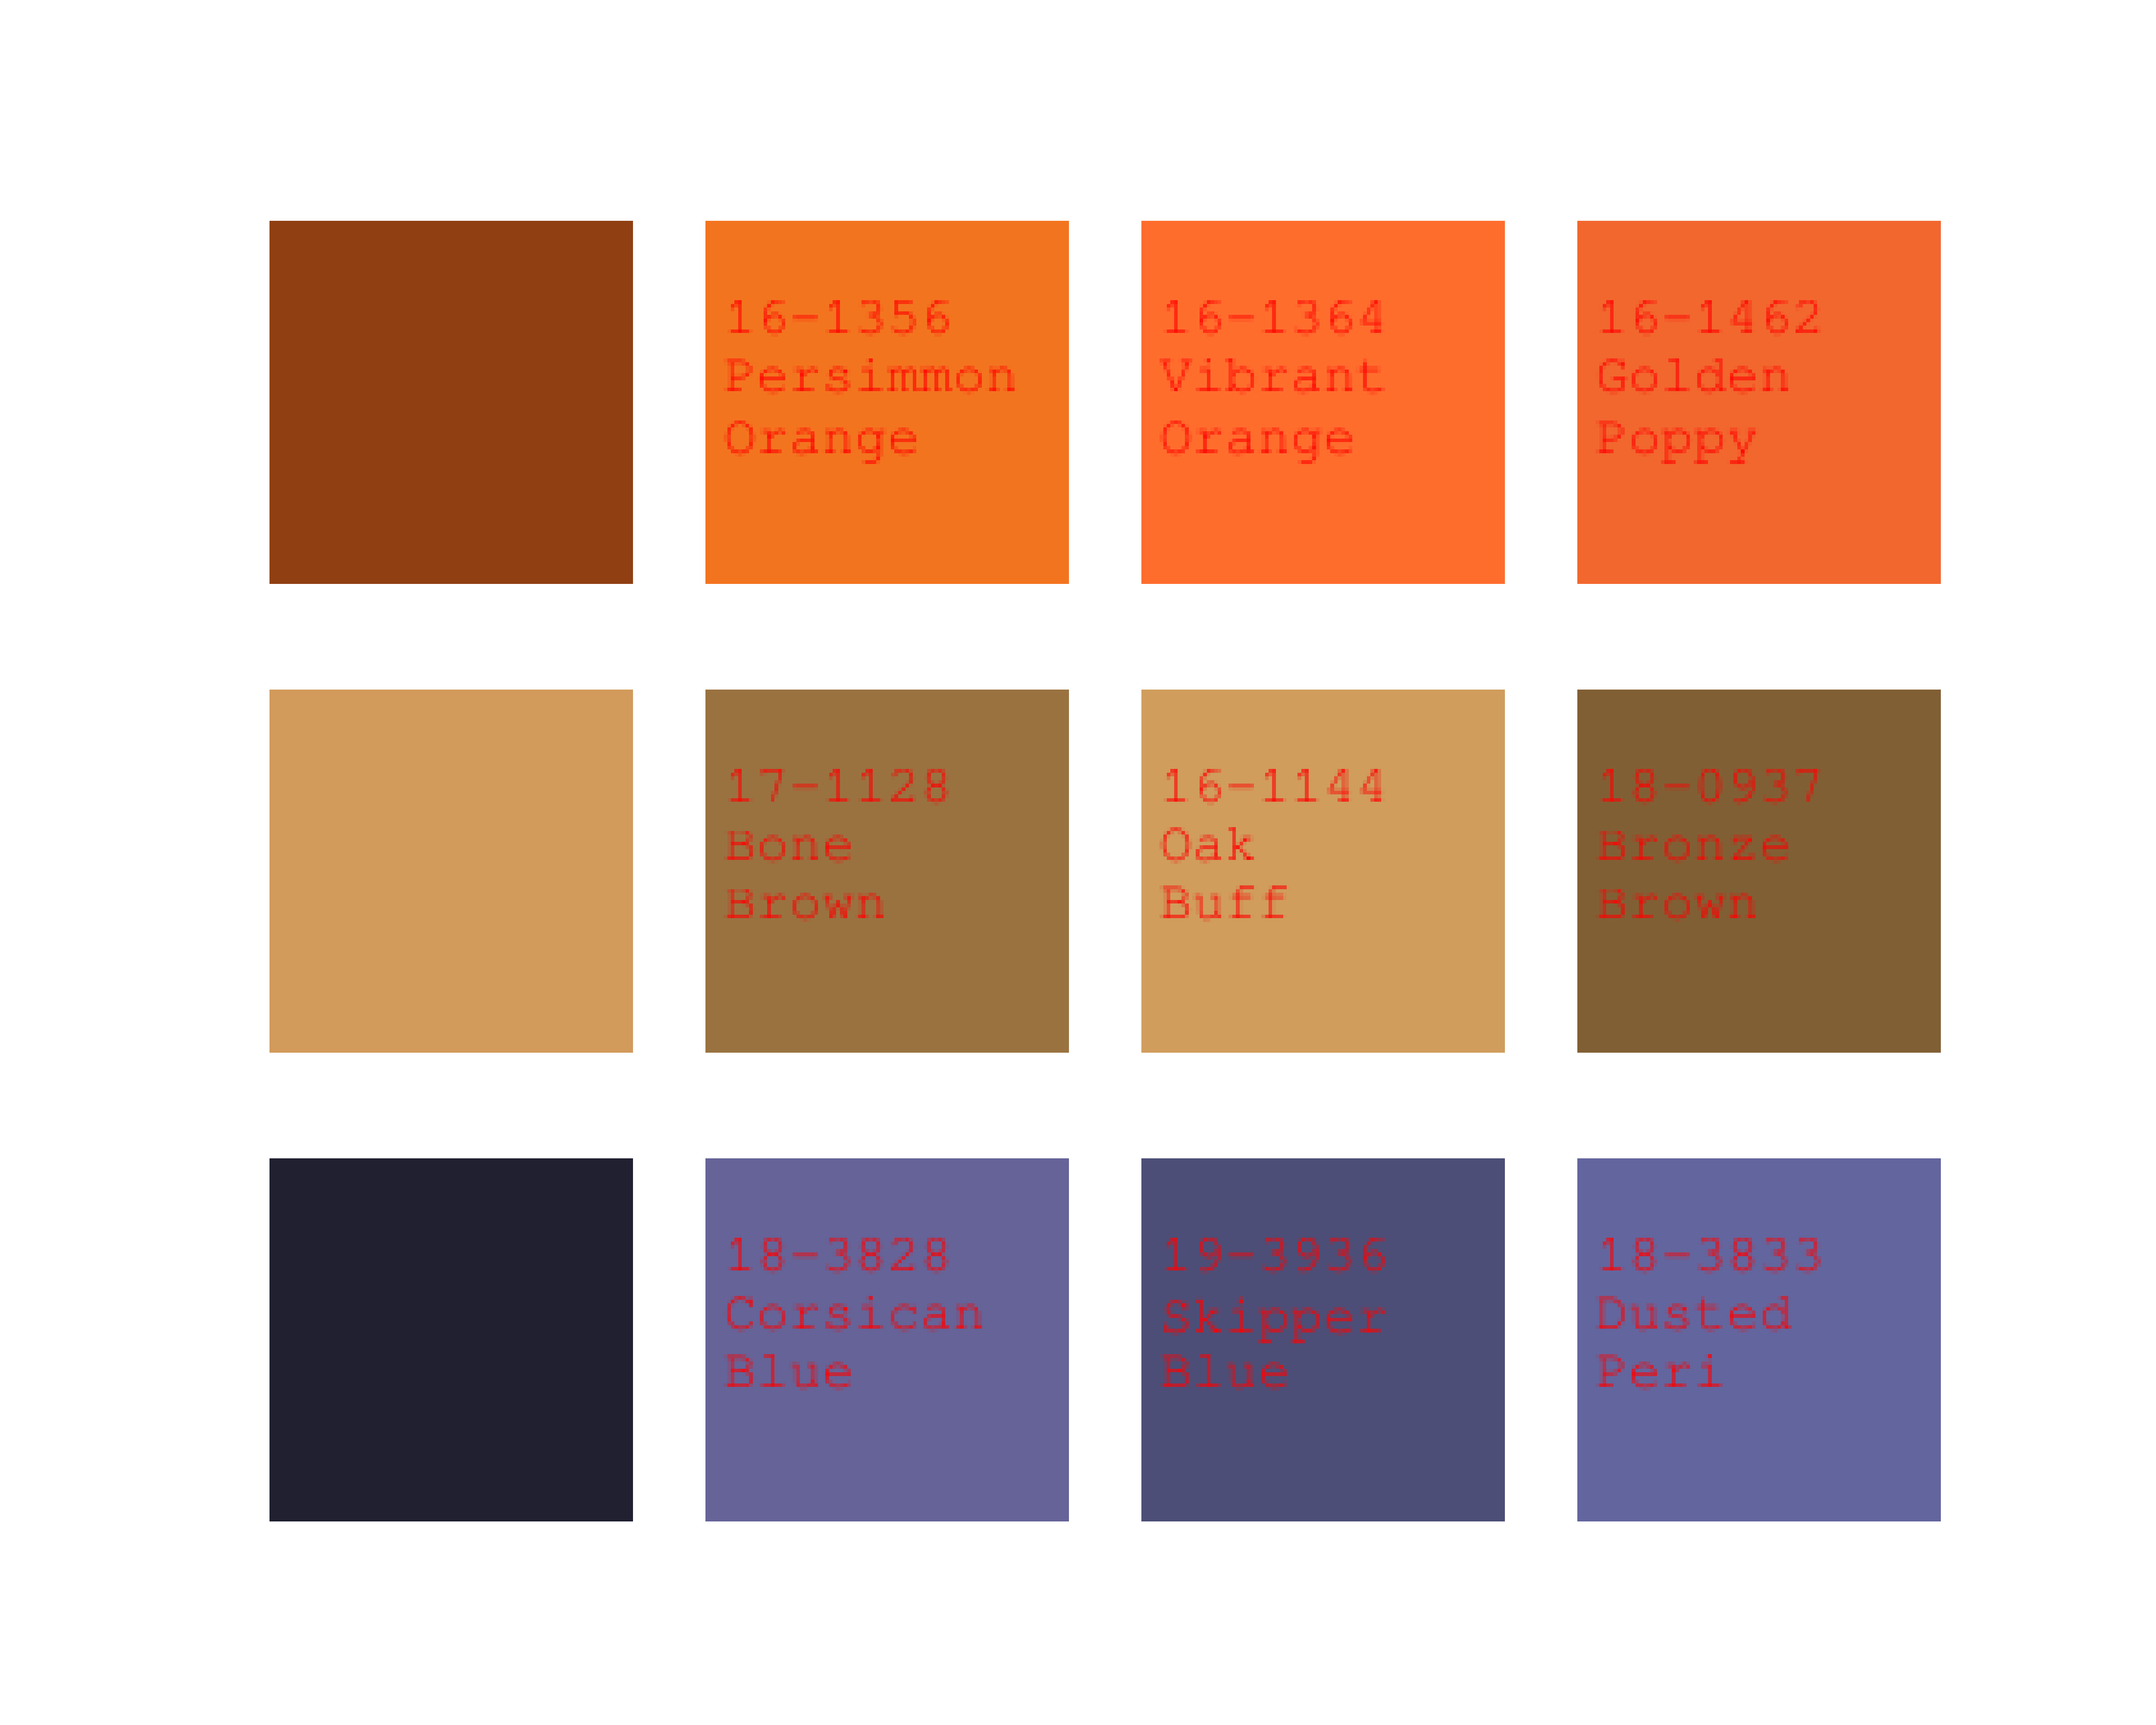 16-1356
Persimmon
Orange
16-1364
Vibrant
Orange
16-1462
Golden
Poppy
17-1128
Bone
Brown
16-1144
Oak
Buff
18-0937
Bronze
Brown
18-3828
Corsican
Blue
19-3936
Skipper
Blue
18-3833
Dusted
Peri